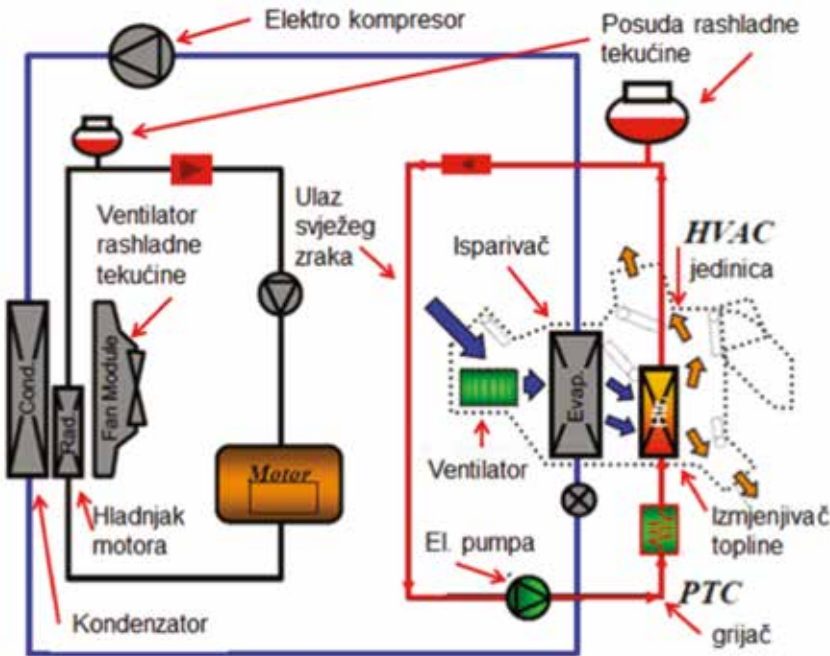 Elektro kompresor
Posuda rashladne
tekućine
Ventilator
rashladne
tekućine
Ulaz
svježeg
zraka
Isparivač
HVAC
jedinica
Cond.
Rad.
Fan Module
Evap.
Motor
Ventilator
Hladnjak
motora
El. pumpa
Izmjenjivač
topline
Kondenzator
PTC
grijač